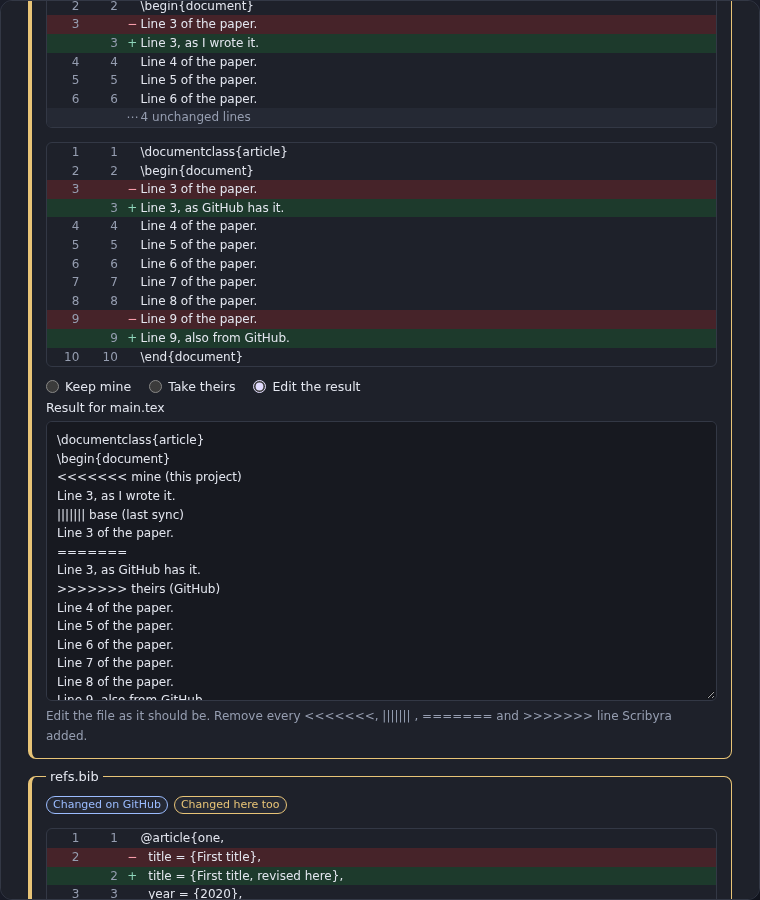 2 2 \begin{document}
3 − Line 3 of the paper.
3 + Line 3, as I wrote it.
4 4 Line 4 of the paper.
5 5 Line 5 of the paper.
6 6 Line 6 of the paper.
⋯ 4 unchanged lines
1 1 \documentclass{article}
2 2 \begin{document}
3 − Line 3 of the paper.
3 + Line 3, as GitHub has it.
4 4 Line 4 of the paper.
5 5 Line 5 of the paper.
6 6 Line 6 of the paper.
7 7 Line 7 of the paper.
8 8 Line 8 of the paper.
9 − Line 9 of the paper.
9 + Line 9, also from GitHub.
10 10 \end{document}
Keep mine Take theirs Edit the result
Result for main.tex
\documentclass{article}
\begin{document}
<<<<<<< mine (this project)
Line 3, as I wrote it.
||||||| base (last sync)
Line 3 of the paper.
=======
Line 3, as GitHub has it.
>>>>>>> theirs (GitHub)
Line 4 of the paper.
Line 5 of the paper.
Line 6 of the paper.
Line 7 of the paper.
Line 8 of the paper.
Line 9, also from GitHub.
Edit the file as it should be. Remove every <<<<<<<, ||||||| , ======= and >>>>>>> line Scribyra
added.
refs.bib
Changed on GitHub Changed here too
1 1 @article{one,
2 − title = {First title},
2 + title = {First title, revised here},
3 3 year = {2020},